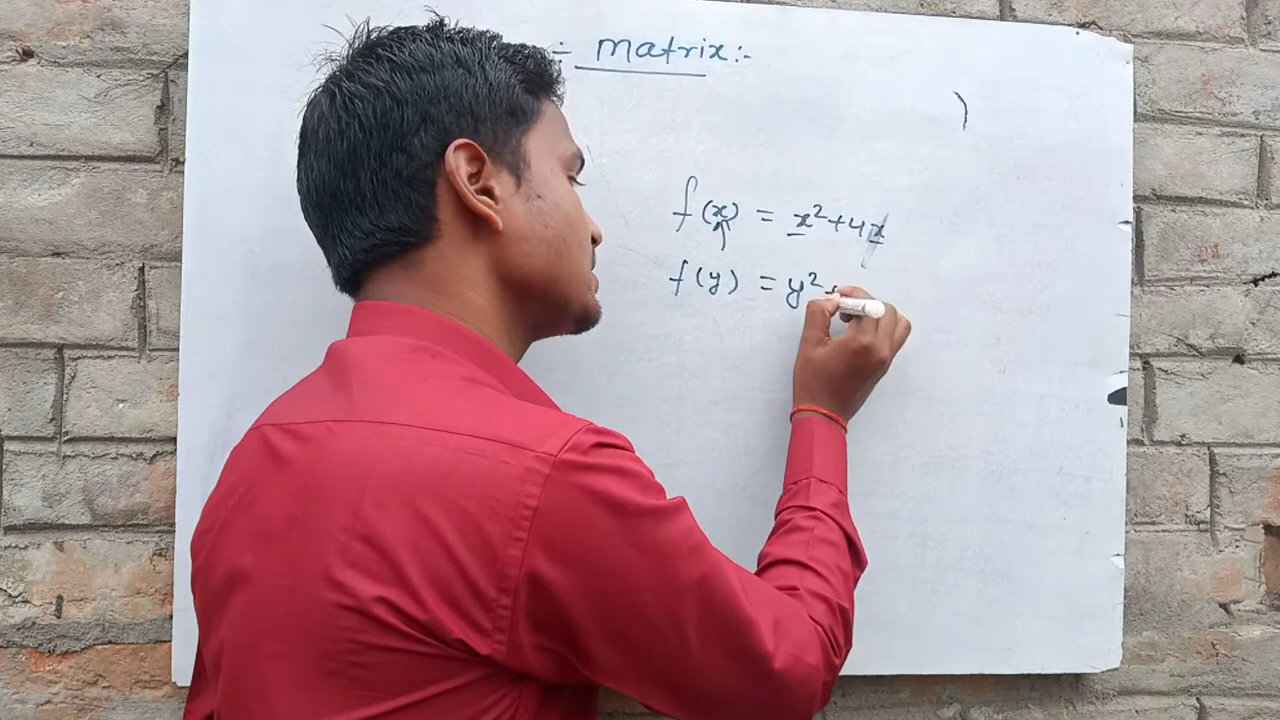 :- Matrix:-
)
f(x) = x²+4x
f(y) = y²+